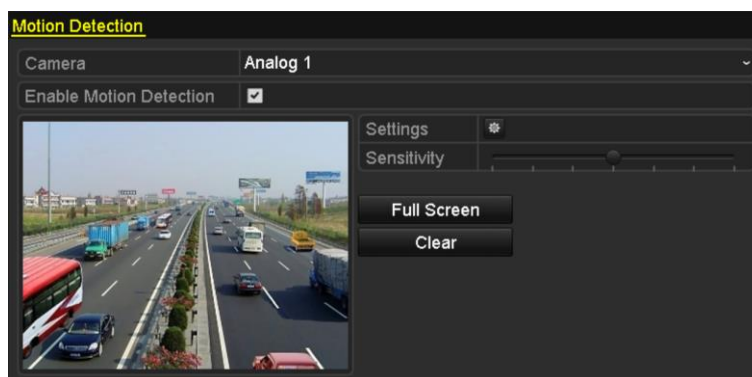 Motion Detection
Camera Analog 1
Enable Motion Detection
Settings
Sensitivity
Full Screen
Clear